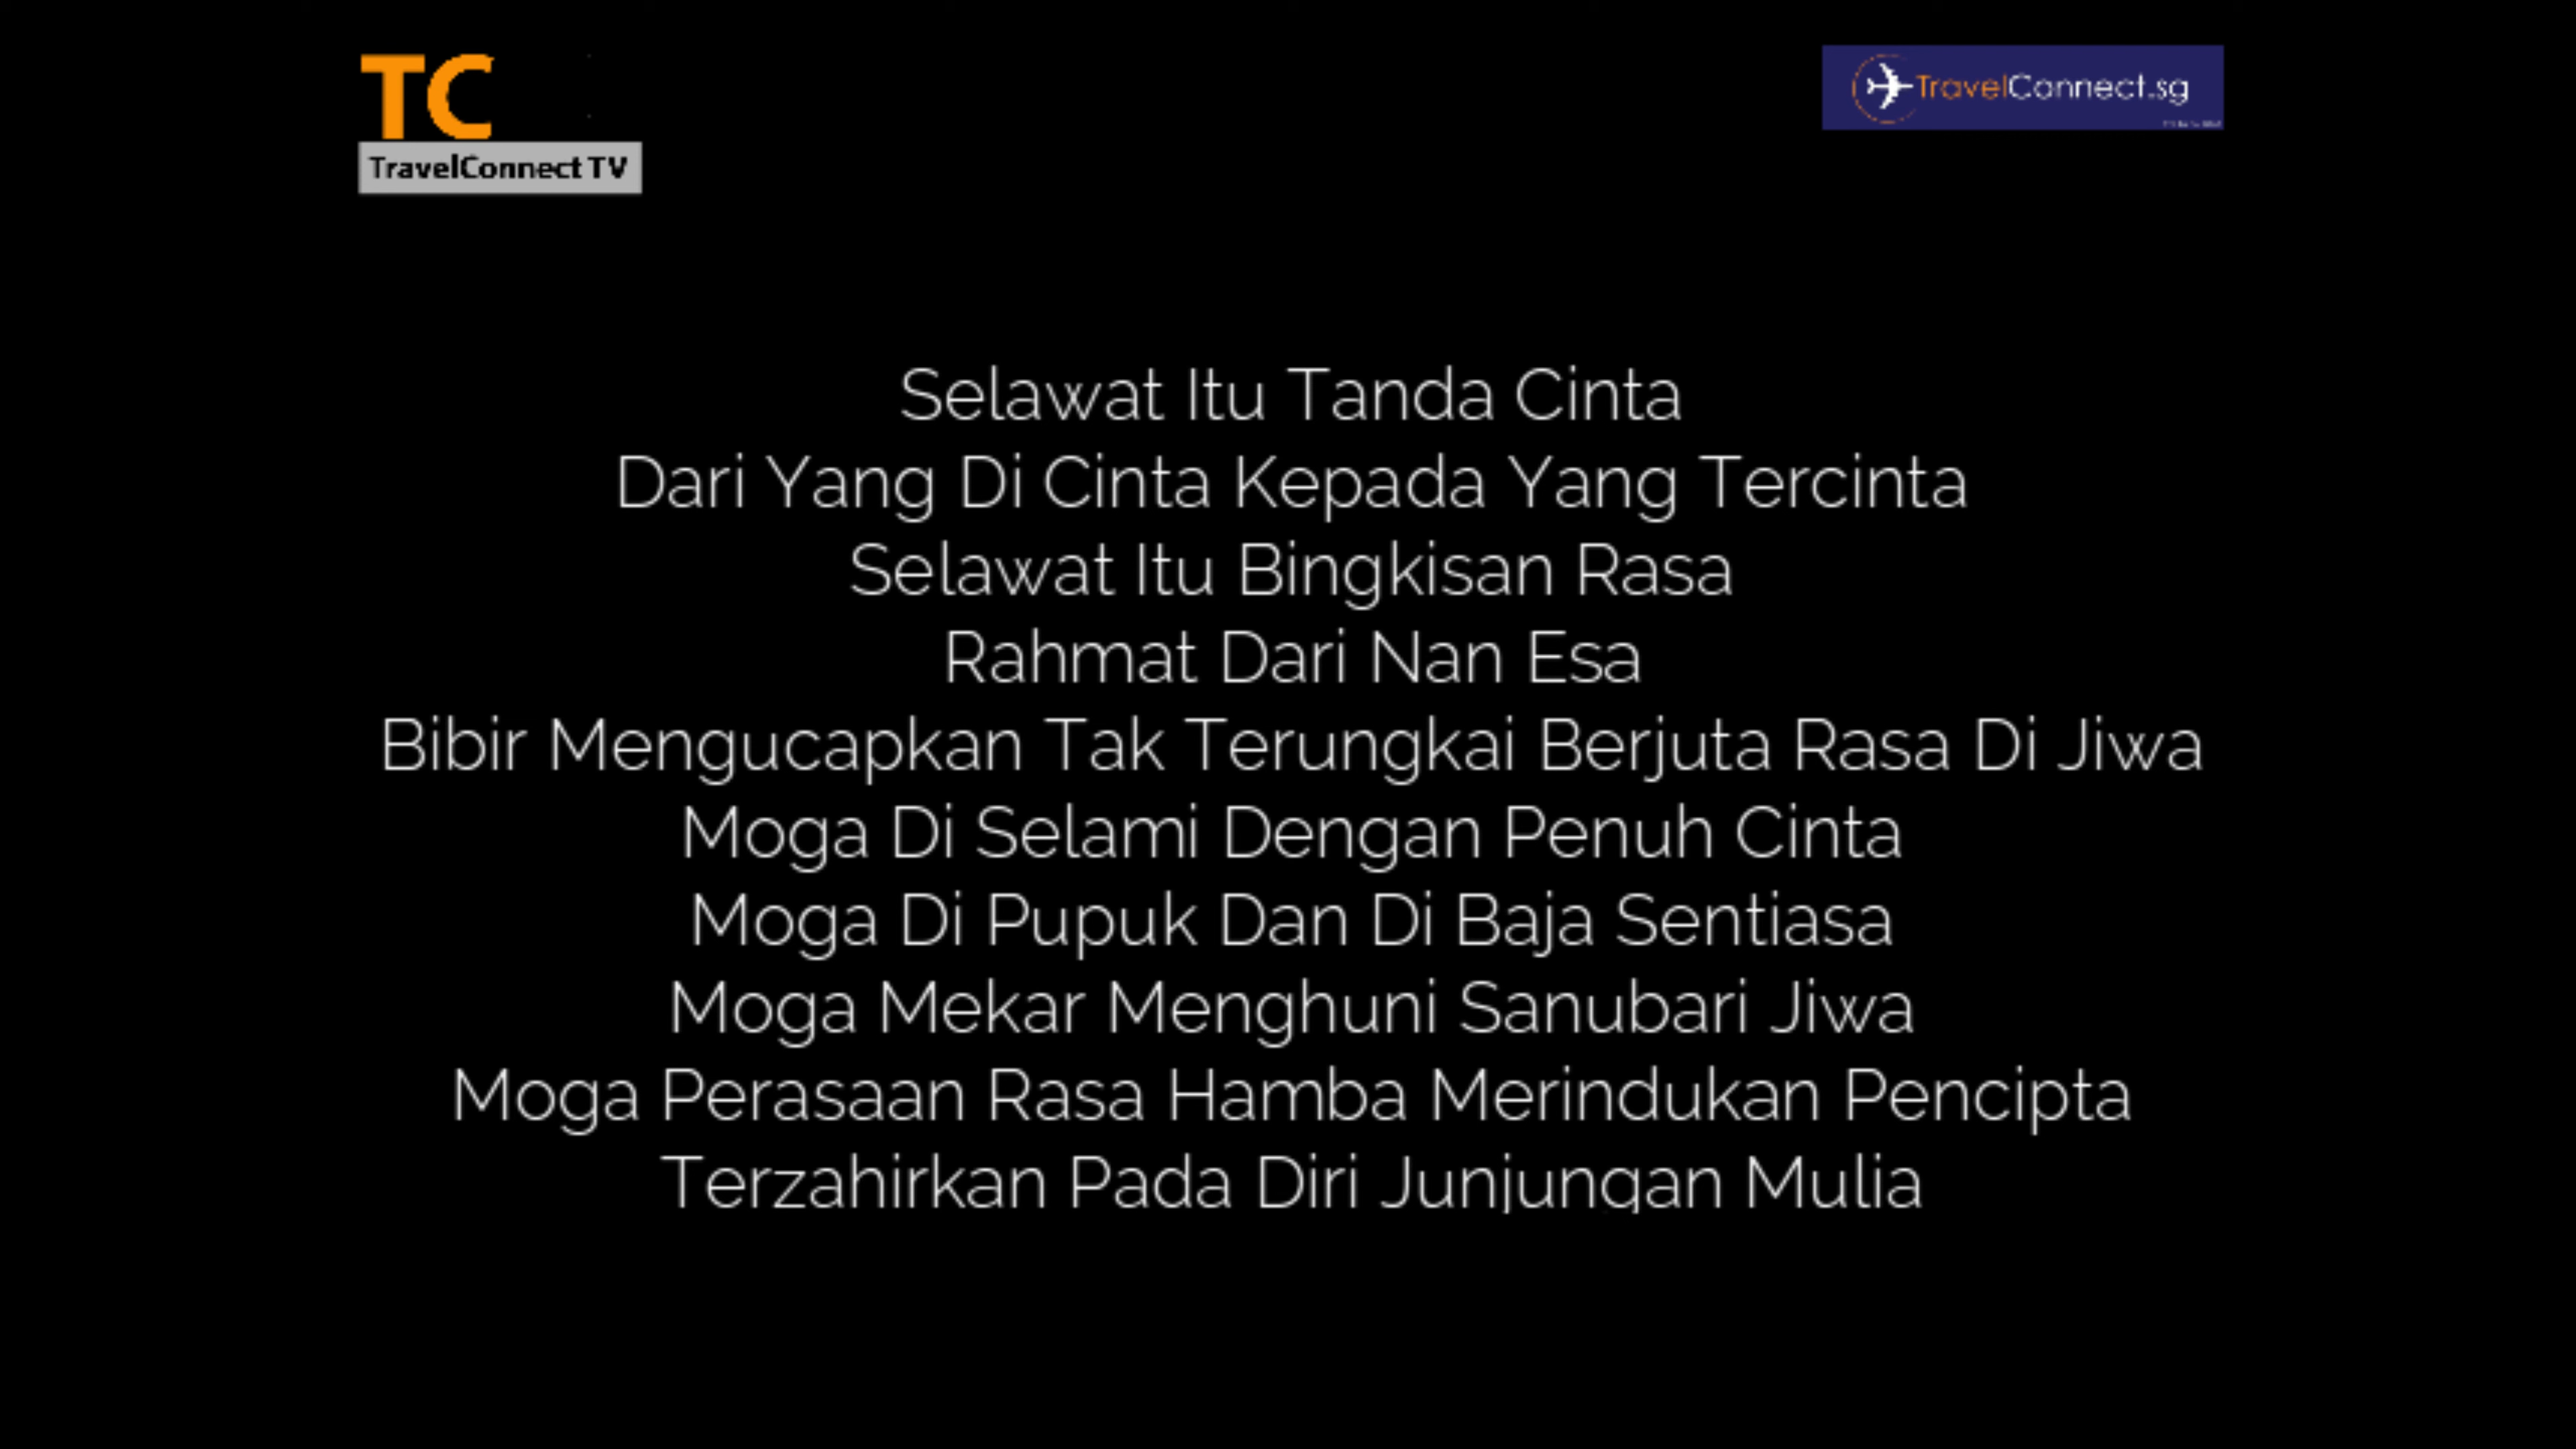 TC
TravelConnect TV
TravelConnect.sg
Selawat Itu Tanda Cinta
Dari Yang Di Cinta Kepada Yang Tercinta
Selawat Itu Bingkisan Rasa
Rahmat Dari Nan Esa
Bibir Mengucapkan Tak Terungkai Berjuta Rasa Di Jiwa
Moga Di Selami Dengan Penuh Cinta
Moga Di Pupuk Dan Di Baja Sentiasa
Moga Mekar Menghuni Sanubari Jiwa
Moga Perasaan Rasa Hamba Merindukan Pencipta
Terzahirkan Pada Diri Junjungan Mulia